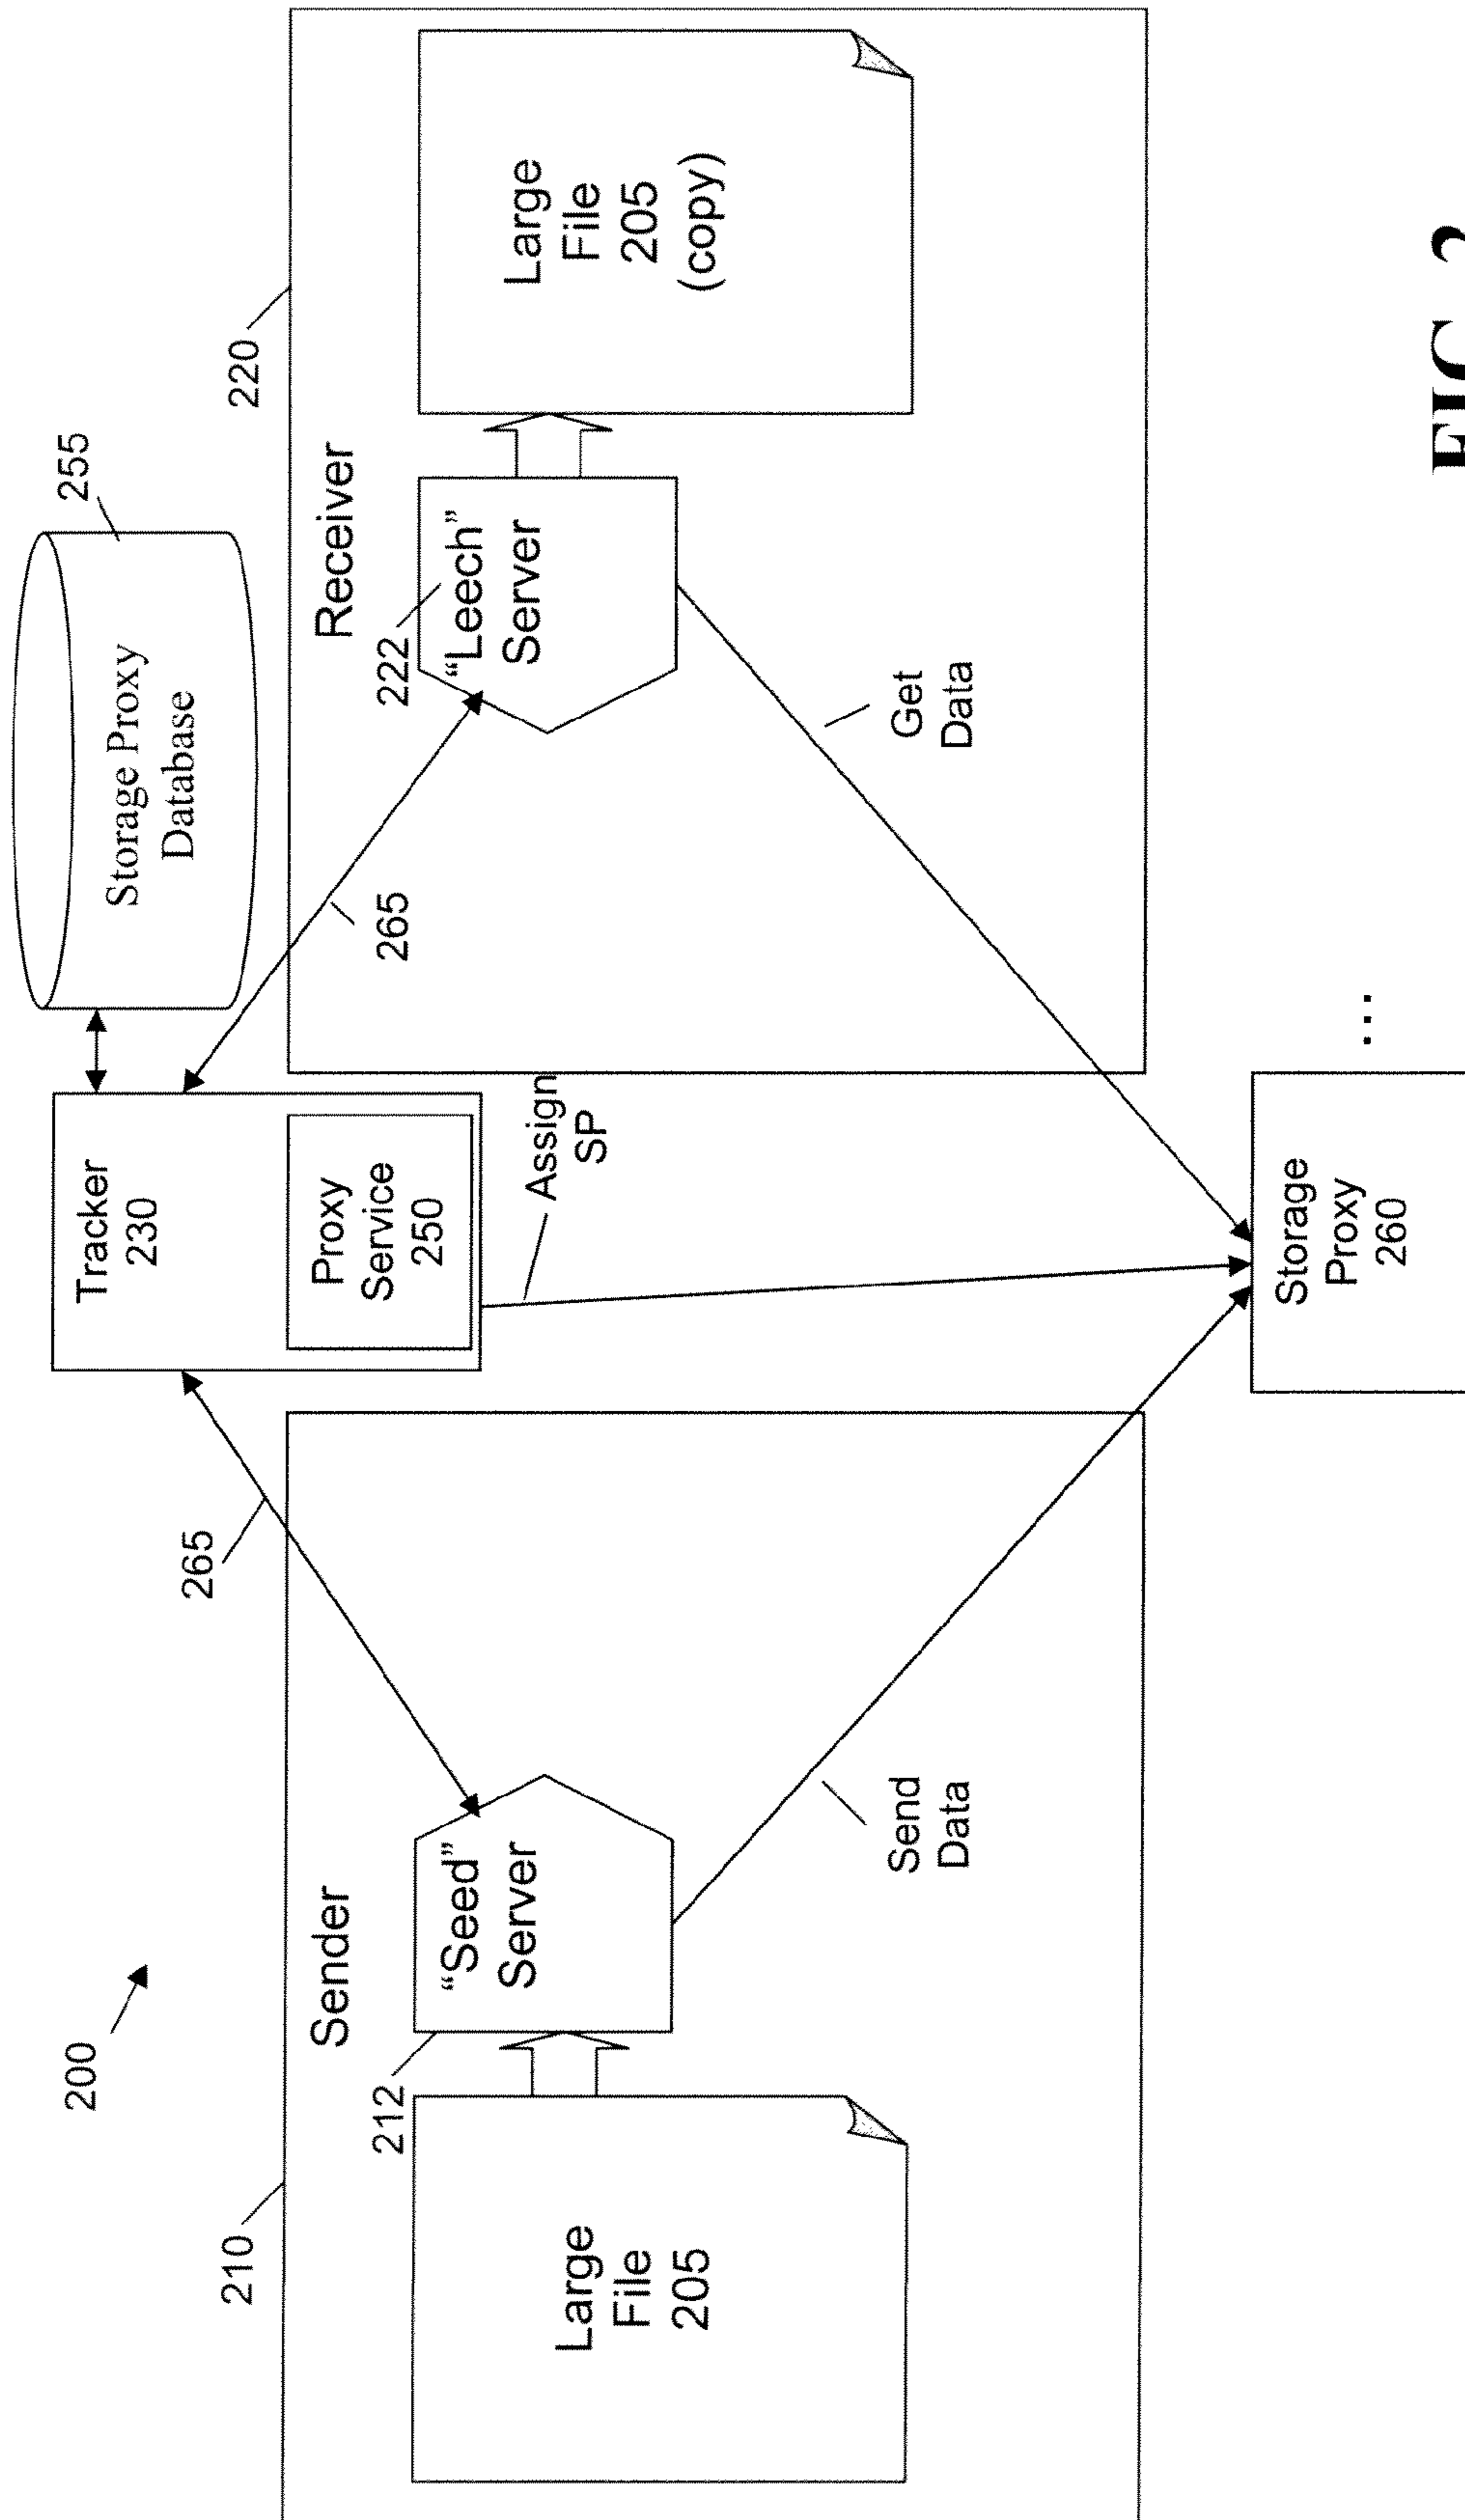 200
210
Sender
212
Large
File
205
“Seed”
Server
265
Send
Data
Tracker
230
Proxy
Service
250
Assign
SP
255
Storage Proxy
Database
220
Receiver
222
“Leech”
Server
265
Get
Data
Large
File
205
(copy)
Storage
Proxy
260
...